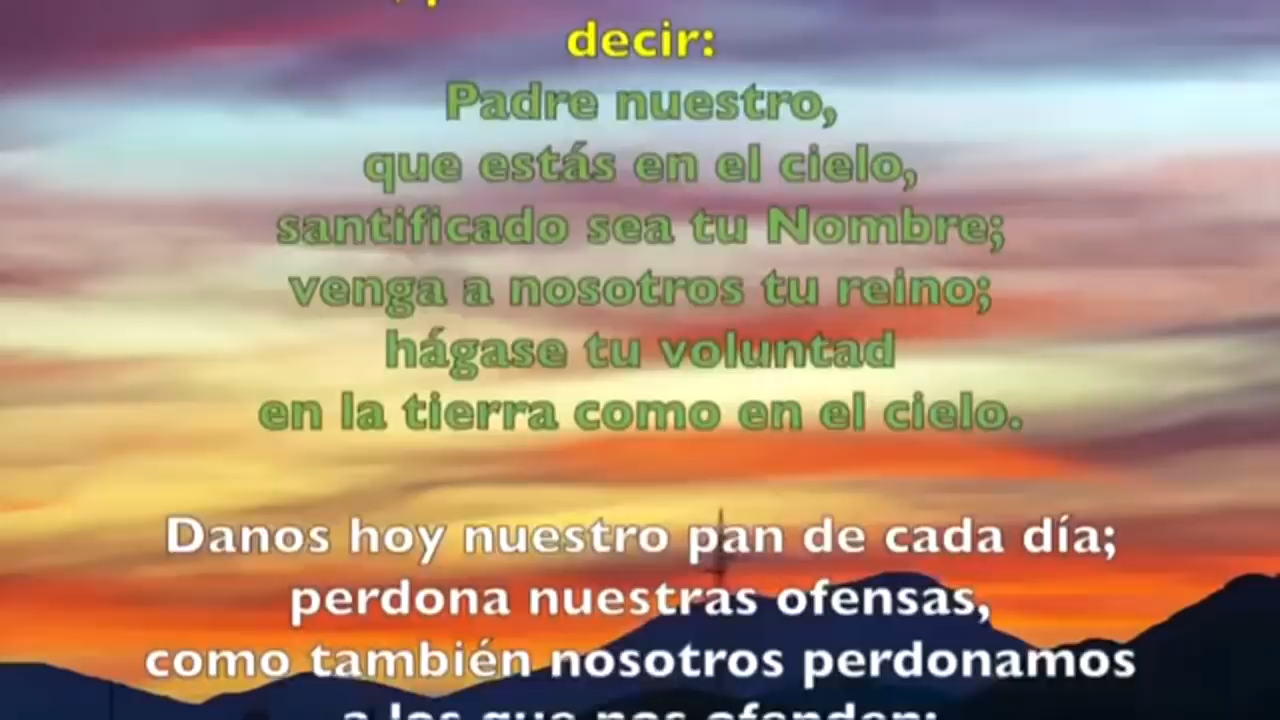 decir:
Padre nuestro,
que estás en el cielo,
santificado sea tu Nombre;
venga a nosotros tu reino;
hágase tu voluntad
en la tierra como en el cielo.
Danos hoy nuestro pan de cada día;
perdona nuestras ofensas,
como también nosotros perdonamos
a los que nos ofenden;